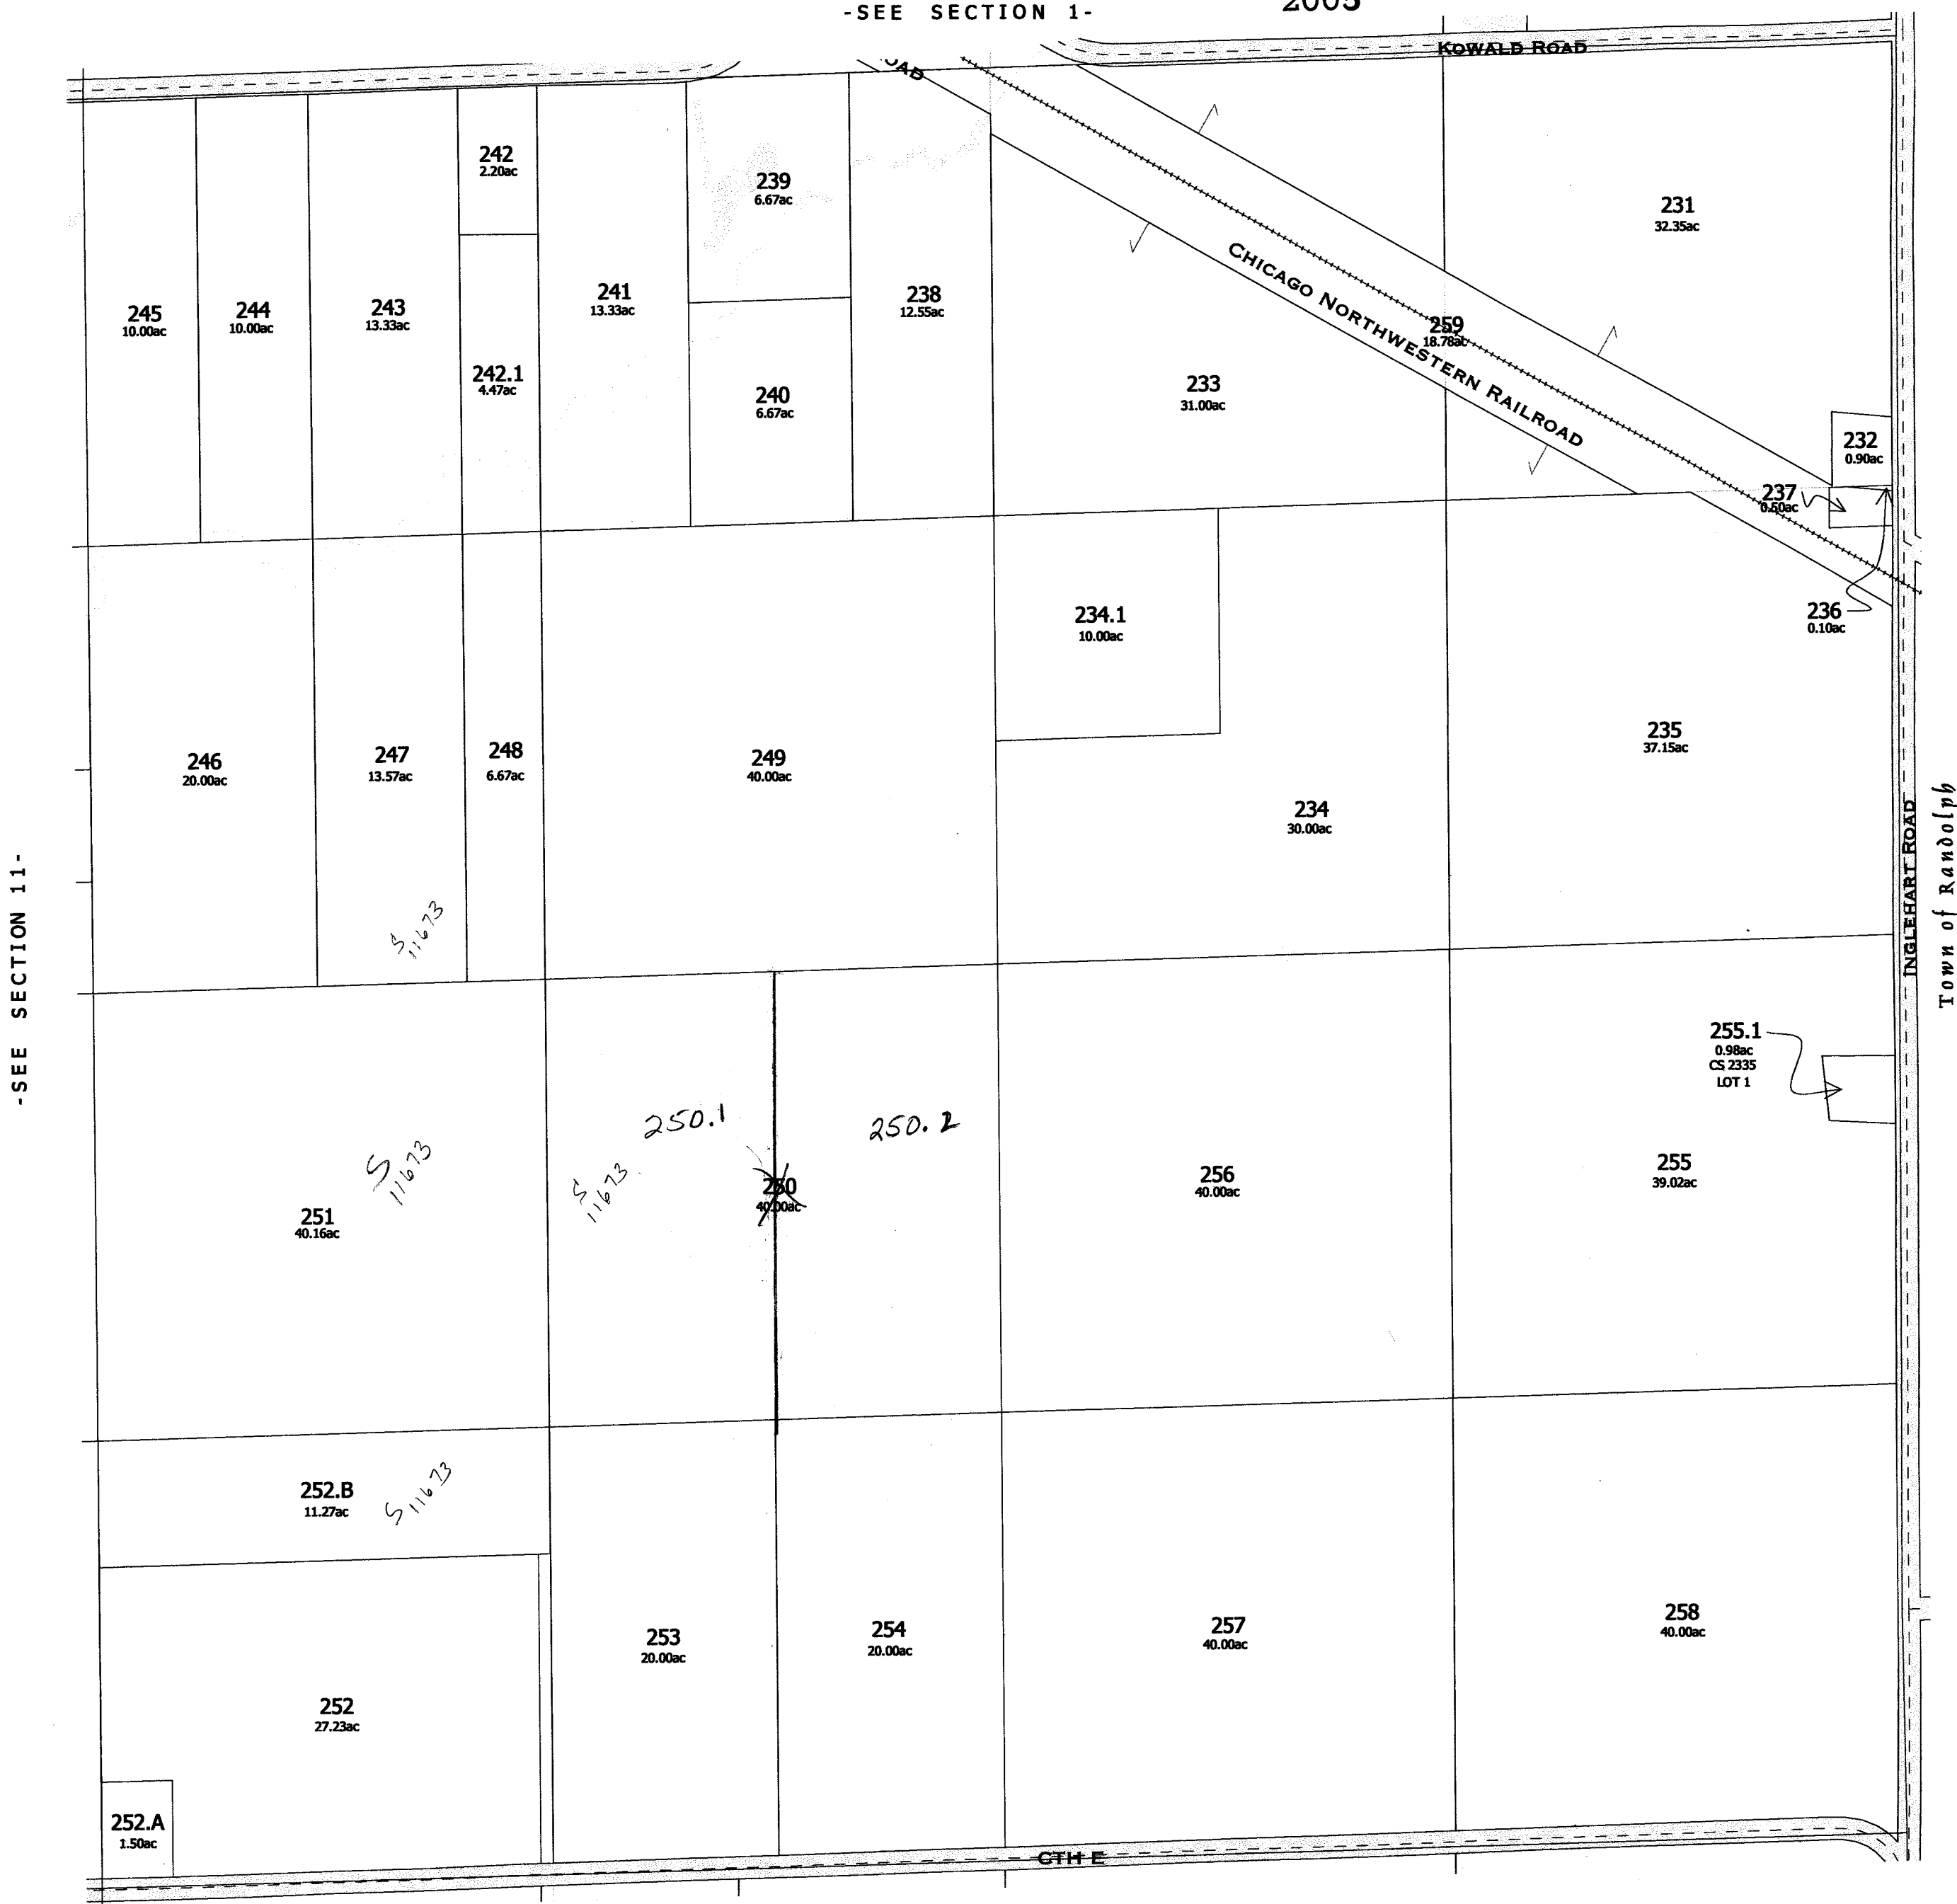 -SEE SECTION 1-
2005
KOWALD ROAD
OAD
242
2.20ac
239
6.67ac
231
32.35ac
245
10.00ac
244
10.00ac
243
13.33ac
241
13.33ac
238
12.55ac
CHICAGO NORTHWESTERN RAILROAD
259
18.78ac
242.1
4.47ac
240
6.67ac
233
31.00ac
232
0.90ac
237
0.50ac
236
0.10ac
234.1
10.00ac
246
20.00ac
247
13.57ac
248
6.67ac
249
40.00ac
235
37.15ac
234
30.00ac
INGLEHART ROAD
Town of Randolph
-SEE SECTION 11-
S
11673
255.1
0.98ac
CS 2335
LOT 1
250.1
250.2
S
11673
S
11673
250
40.00ac
251
40.16ac
256
40.00ac
255
39.02ac
252.B
11.27ac
S 11673
253
20.00ac
254
20.00ac
257
40.00ac
258
40.00ac
252
27.23ac
252.A
1.50ac
CTH E